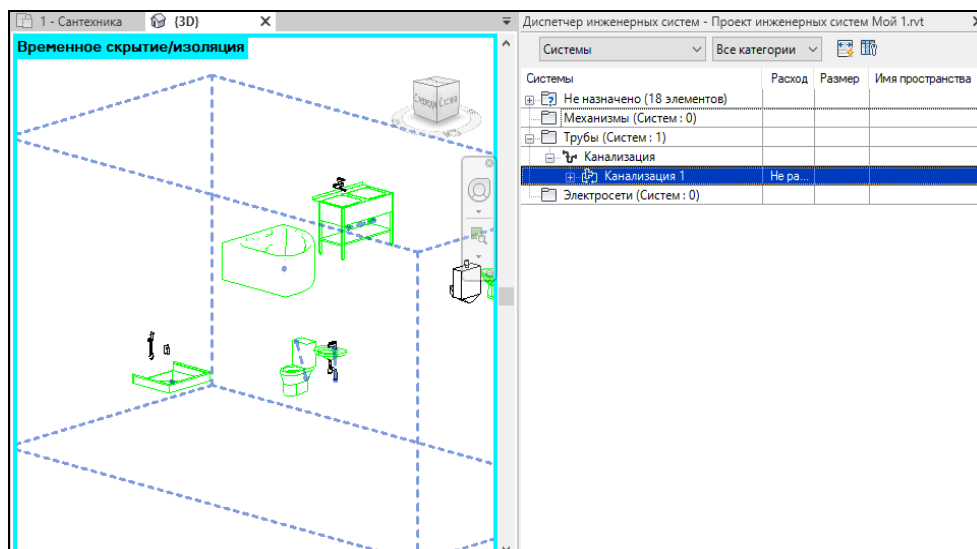 1 - Сантехника
{3D}
Диспетчер инженерных систем - Проект инженерных систем Мой 1.rvt
Временное скрытие/изоляция
Системы
Все категории
Системы Расход Размер Имя пространства
Не назначено (18 элементов)
Механизмы (Систем : 0)
Трубы (Систем : 1)
Канализация
Канализация 1 Не ра...
Электросети (Систем : 0)
Спереди Слева